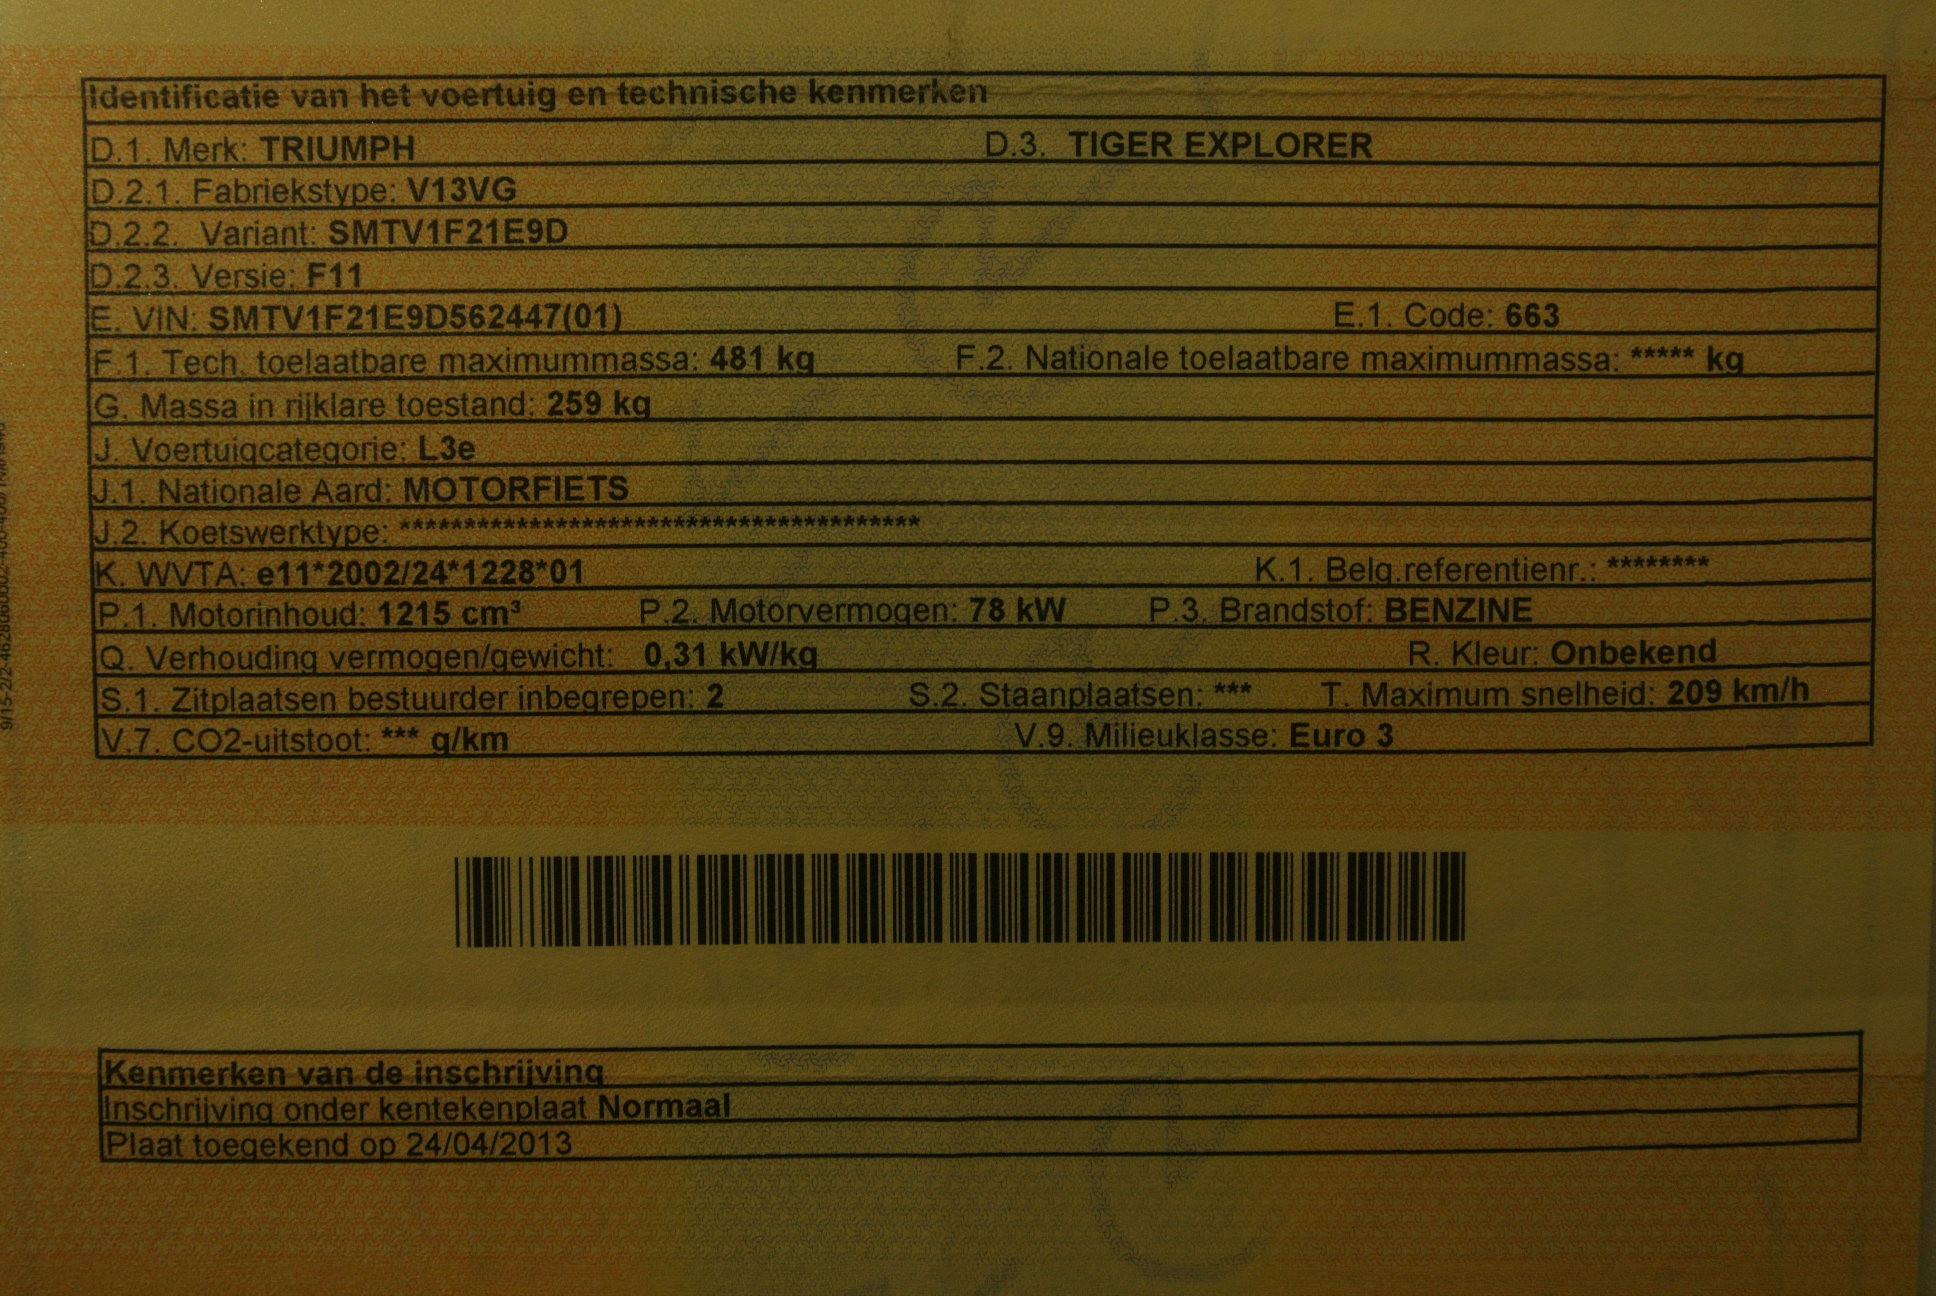 Identificatie van het voertuig en technische kenmerken
D.1. Merk: TRIUMPH D.3. TIGER EXPLORER
D.2.1. Fabriekstype: V13VG
D.2.2. Variant: SMTV1F21E9D
D.2.3. Versie: F11
E. VIN: SMTV1F21E9D562447(01) E.1. Code: 663
F.1. Tech. toelaatbare maximummassa: 481 kg F.2. Nationale toelaatbare maximummassa: ***** kg
G. Massa in rijklare toestand: 259 kg
J. Voertuigcategorie: L3e
J.1. Nationale Aard: MOTORFIETS
J.2. Koetswerktype: ****************************************
K. WVTA: e11*2002/24*1228*01 K.1. Belg.referentienr.: ********
P.1. Motorinhoud: 1215 cm³ P.2. Motorvermogen: 78 kW P.3. Brandstof: BENZINE
Q. Verhouding vermogen/gewicht: 0,31 kW/kg R. Kleur: Onbekend
S.1. Zitplaatsen bestuurder inbegrepen: 2 S.2. Staanplaatsen: *** T. Maximum snelheid: 209 km/h
V.7. CO2-uitstoot: *** g/km V.9. Milieuklasse: Euro 3
Kenmerken van de inschrijving
Inschrijving onder kentekenplaat Normaal
Plaat toegekend op 24/04/2013